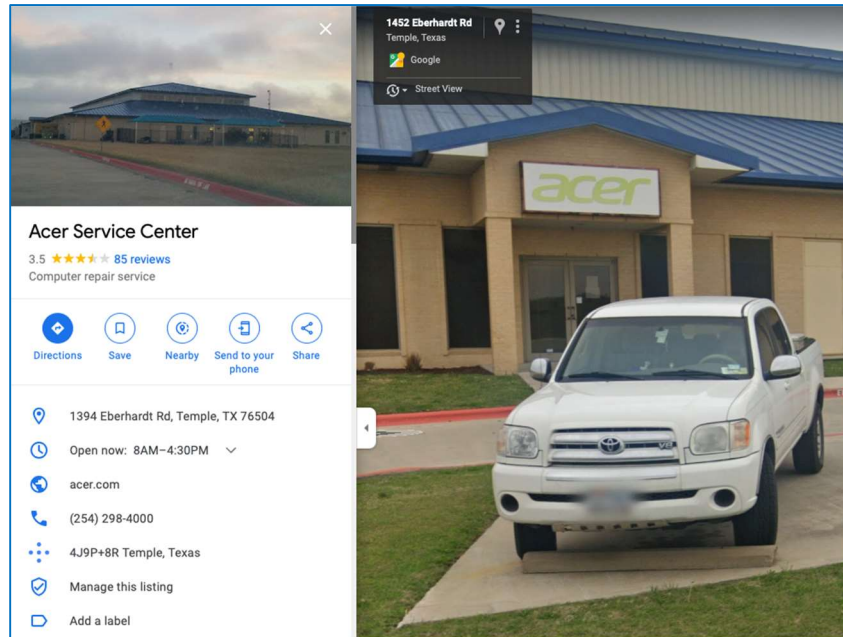 Acer Service Center
3.5 85 reviews
Computer repair service
Directions
Save
Nearby
Send to your
phone
Share
1394 Eberhardt Rd, Temple, TX 76504
Open now: 8AM–4:30PM
acer.com
(254) 298-4000
4J9P+8R Temple, Texas
Manage this listing
Add a label
1452 Eberhardt Rd
Temple, Texas
Google
Street View
acer
V8